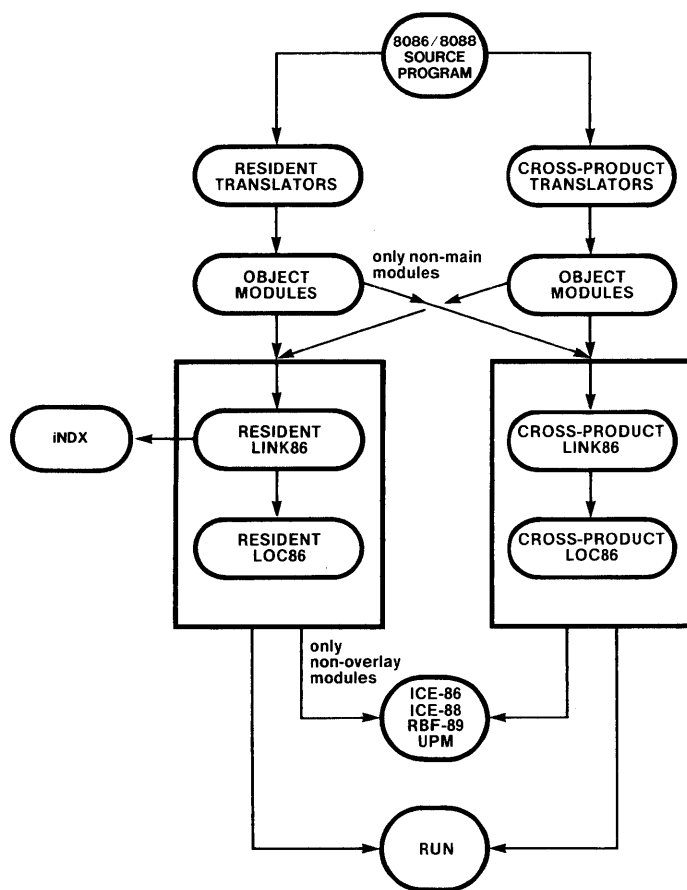 8086/8088
SOURCE
PROGRAM
RESIDENT
TRANSLATORS
CROSS-PRODUCT
TRANSLATORS
only non-main
modules
OBJECT
MODULES
OBJECT
MODULES
iNDX
RESIDENT
LINK86
CROSS-PRODUCT
LINK86
RESIDENT
LOC86
CROSS-PRODUCT
LOC86
only
non-overlay
modules
ICE-86
ICE-88
RBF-89
UPM
RUN